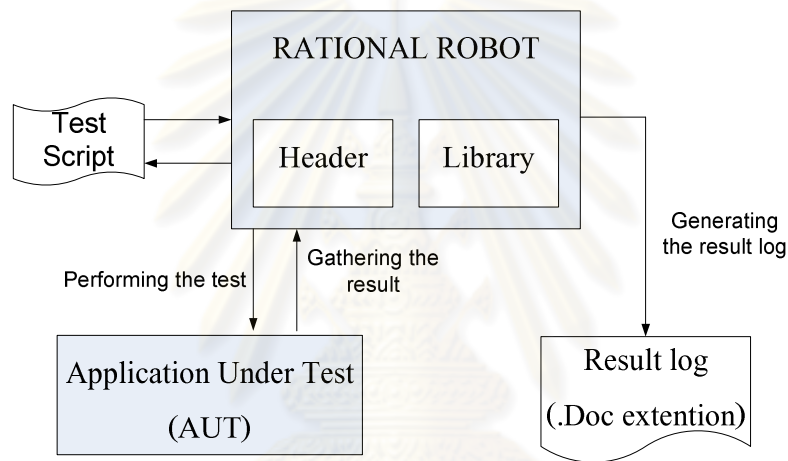 RATIONAL ROBOT
Test
Script
Header
Library
Performing the test
Gathering the
result
Generating
the result log
Application Under Test
(AUT)
Result log
(.Doc extention)